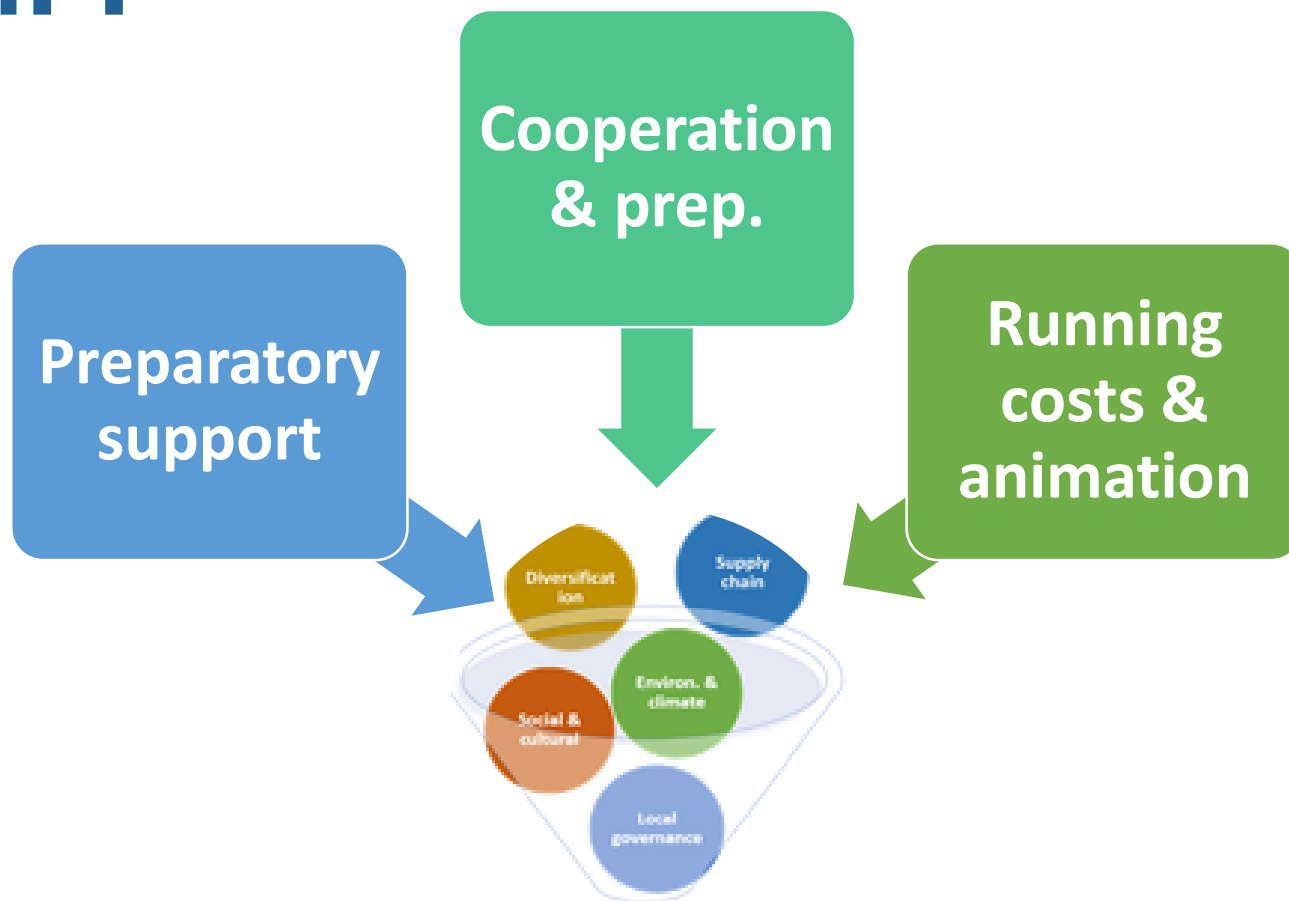 Cooperation
& prep.
Preparatory
support
Running
costs &
animation
Diversificat
ion
Supply
chain
Environ. &
climate
Social &
cultural
Local
governance